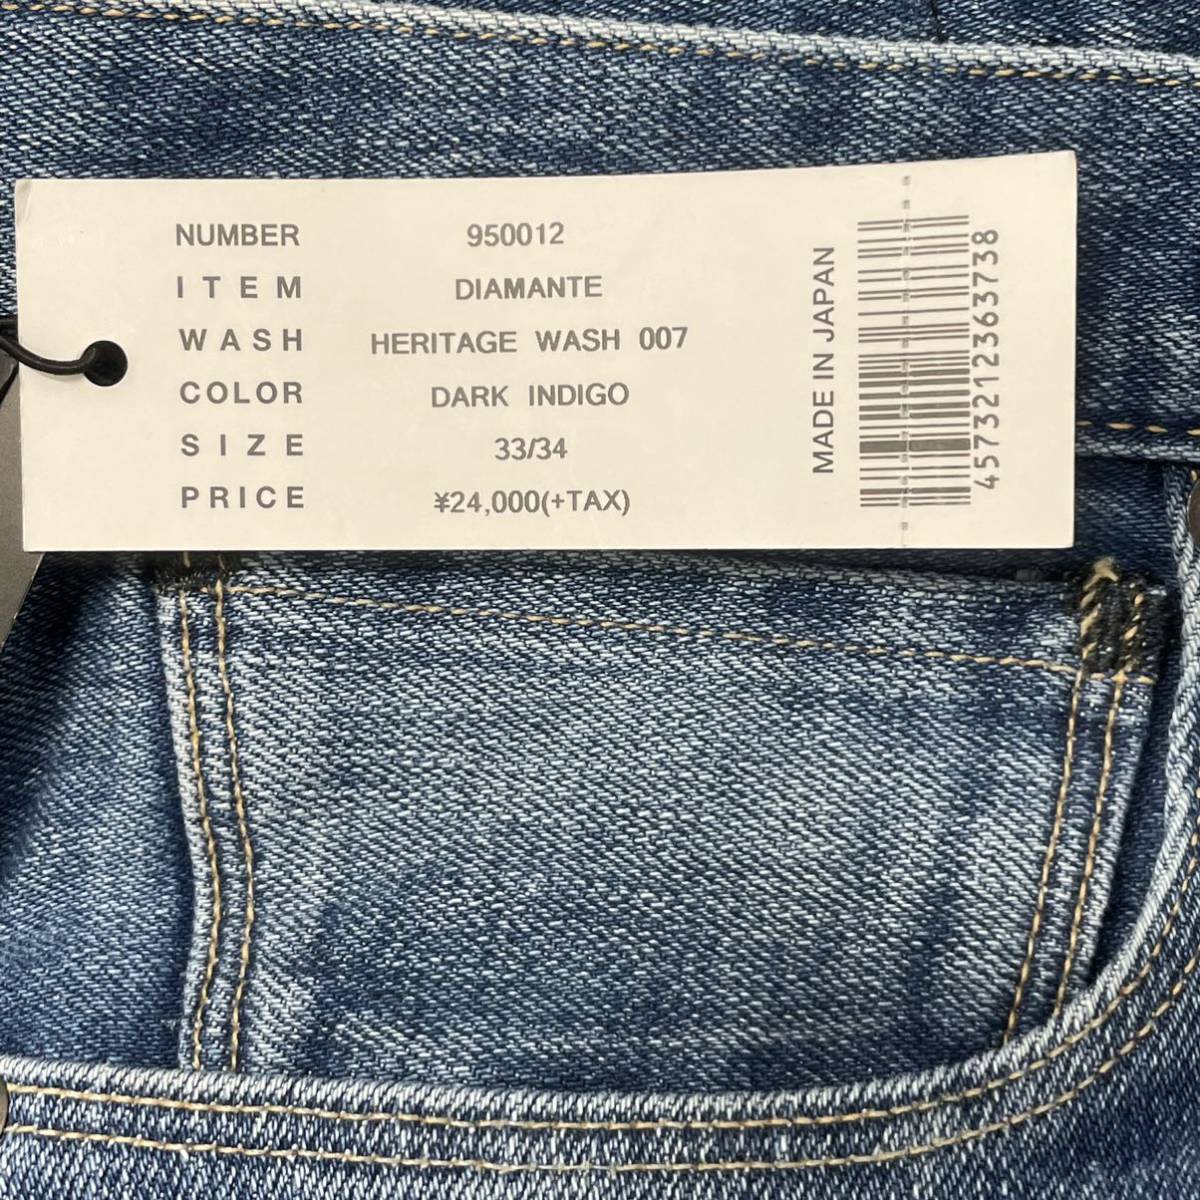 NUMBER 950012
ITEM DIAMANTE
WASH HERITAGE WASH 007
COLOR DARK INDIGO
SIZE 33/34
PRICE ¥24,000(+TAX)
MADE IN JAPAN
4573212363738